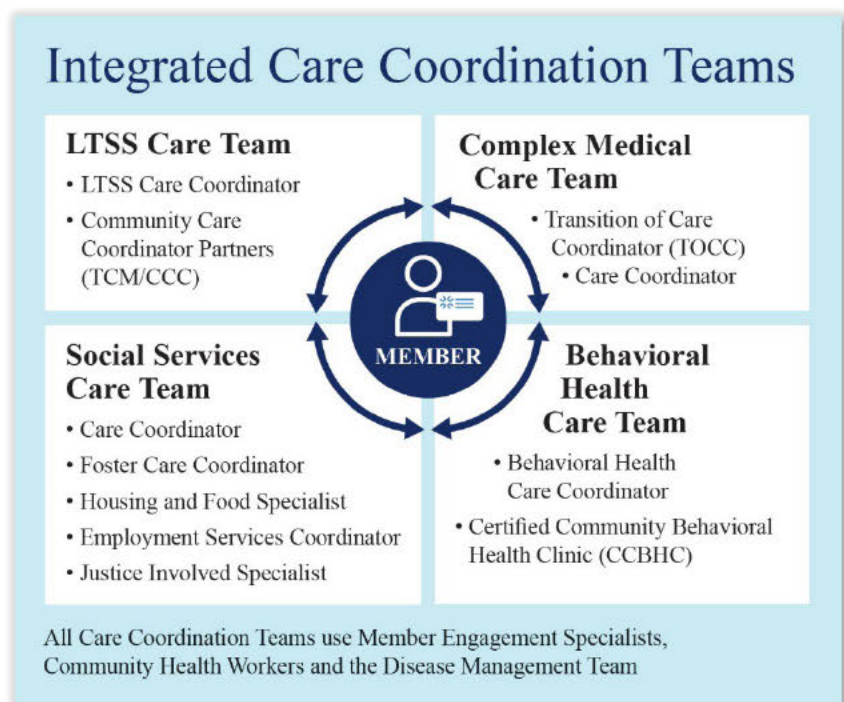 Integrated Care Coordination Teams
LTSS Care Team
• LTSS Care Coordinator
• Community Care
Coordinator Partners
(TCM/CCC)
Complex Medical
Care Team
• Transition of Care
Coordinator (TOCC)
• Care Coordinator
MEMBER
Social Services
Care Team
• Care Coordinator
• Foster Care Coordinator
• Housing and Food Specialist
• Employment Services Coordinator
• Justice Involved Specialist
Behavioral
Health
Care Team
• Behavioral Health
Care Coordinator
• Certified Community Behavioral
Health Clinic (CCBHC)
All Care Coordination Teams use Member Engagement Specialists,
Community Health Workers and the Disease Management Team